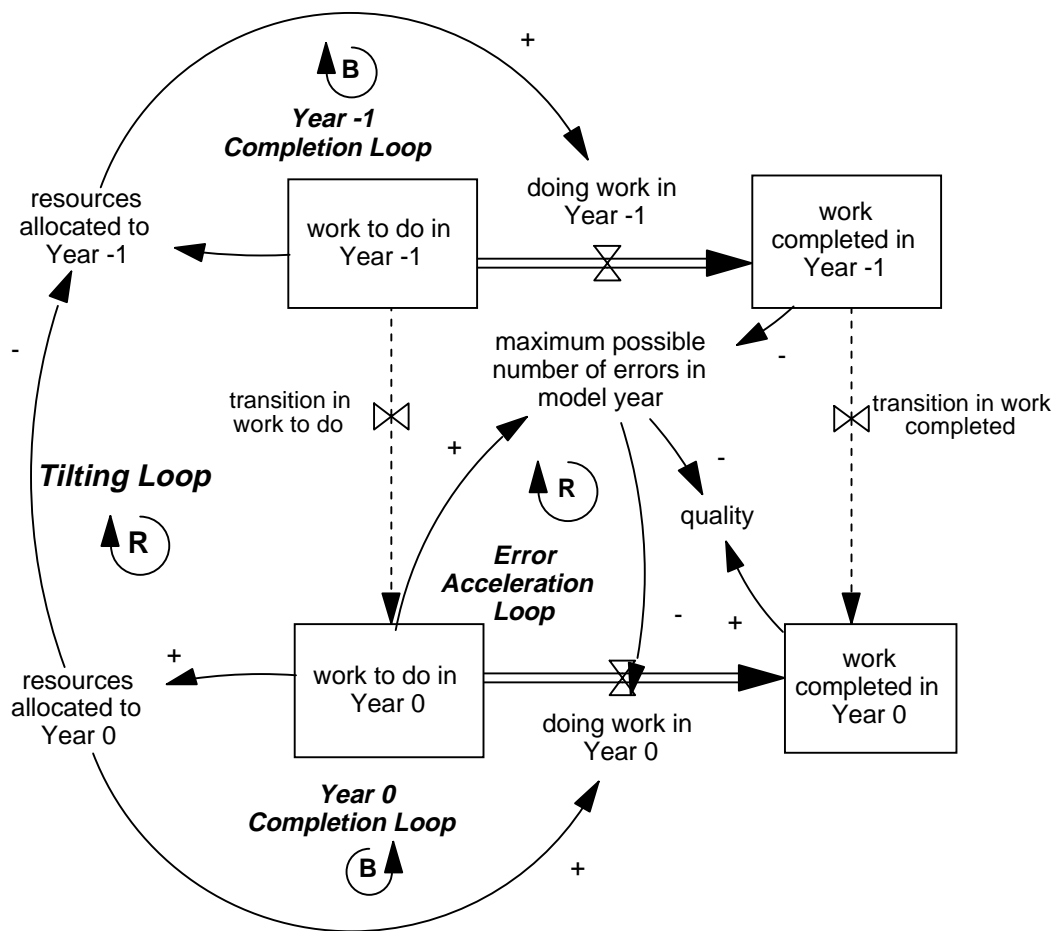 +
B
Year -1
Completion Loop
resources
allocated to
Year -1
work to do in
Year -1
doing work in
Year -1
work
completed in
Year -1
-
-
maximum possible
number of errors in
model year
transition in
work to do
transition in work
completed
+
-
Tilting Loop
R
R
quality
Error
Acceleration
Loop
-
+
+
resources
allocated to
Year 0
work to do in
Year 0
doing work in
Year 0
work
completed in
Year 0
Year 0
Completion Loop
B
+